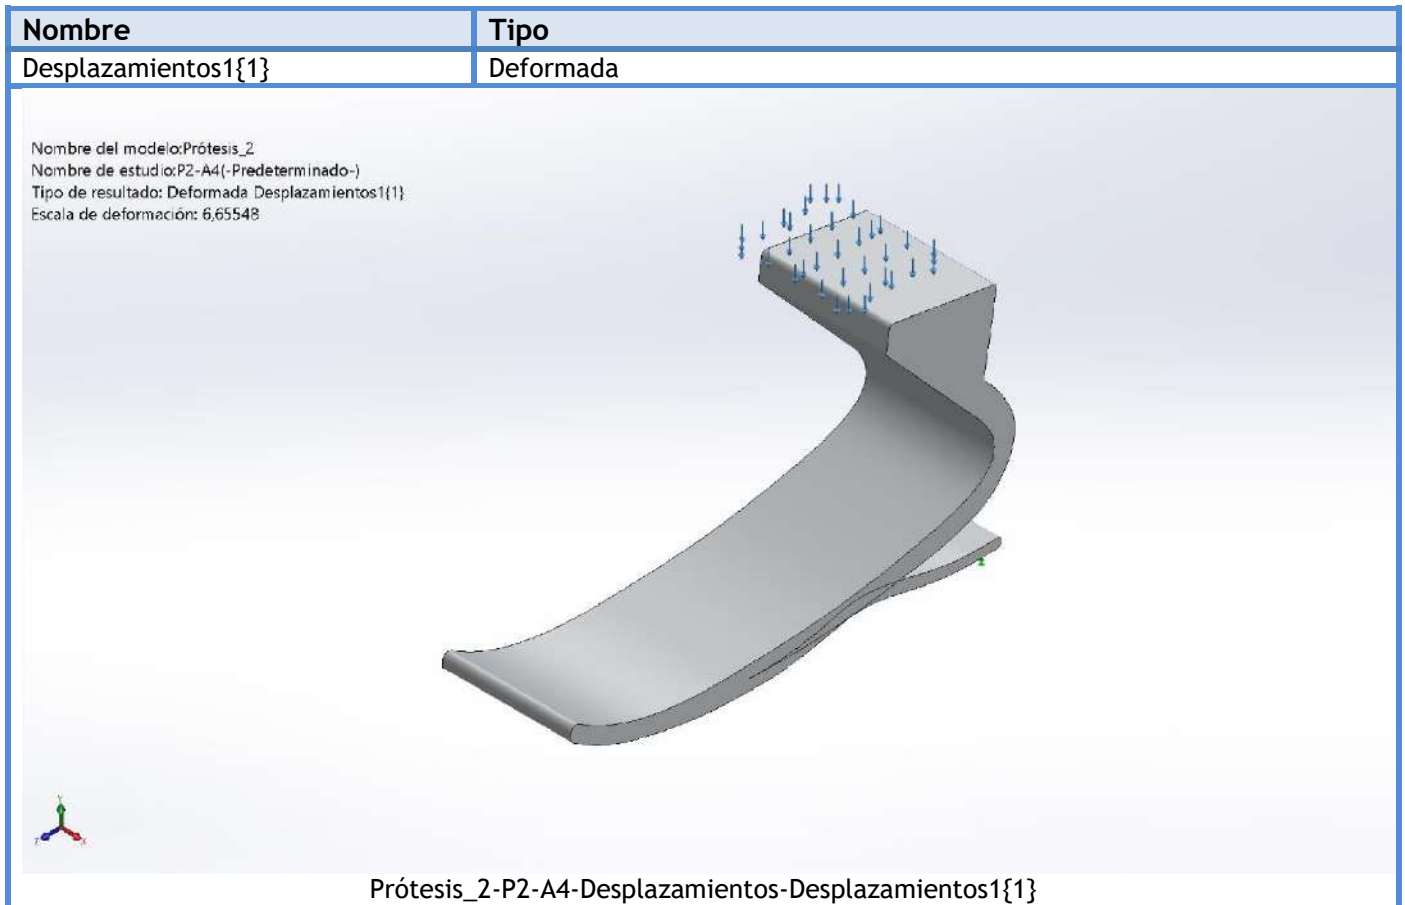 Nombre Tipo
Desplazamientos1{1} Deformada
Nombre del modelo:Prótesis_2
Nombre de estudio:P2-A4(-Predeterminado-)
Tipo de resultado: Deformada Desplazamientos1{1}
Escala de deformación: 6,65548
Y
Z X
Prótesis_2-P2-A4-Desplazamientos-Desplazamientos1{1}